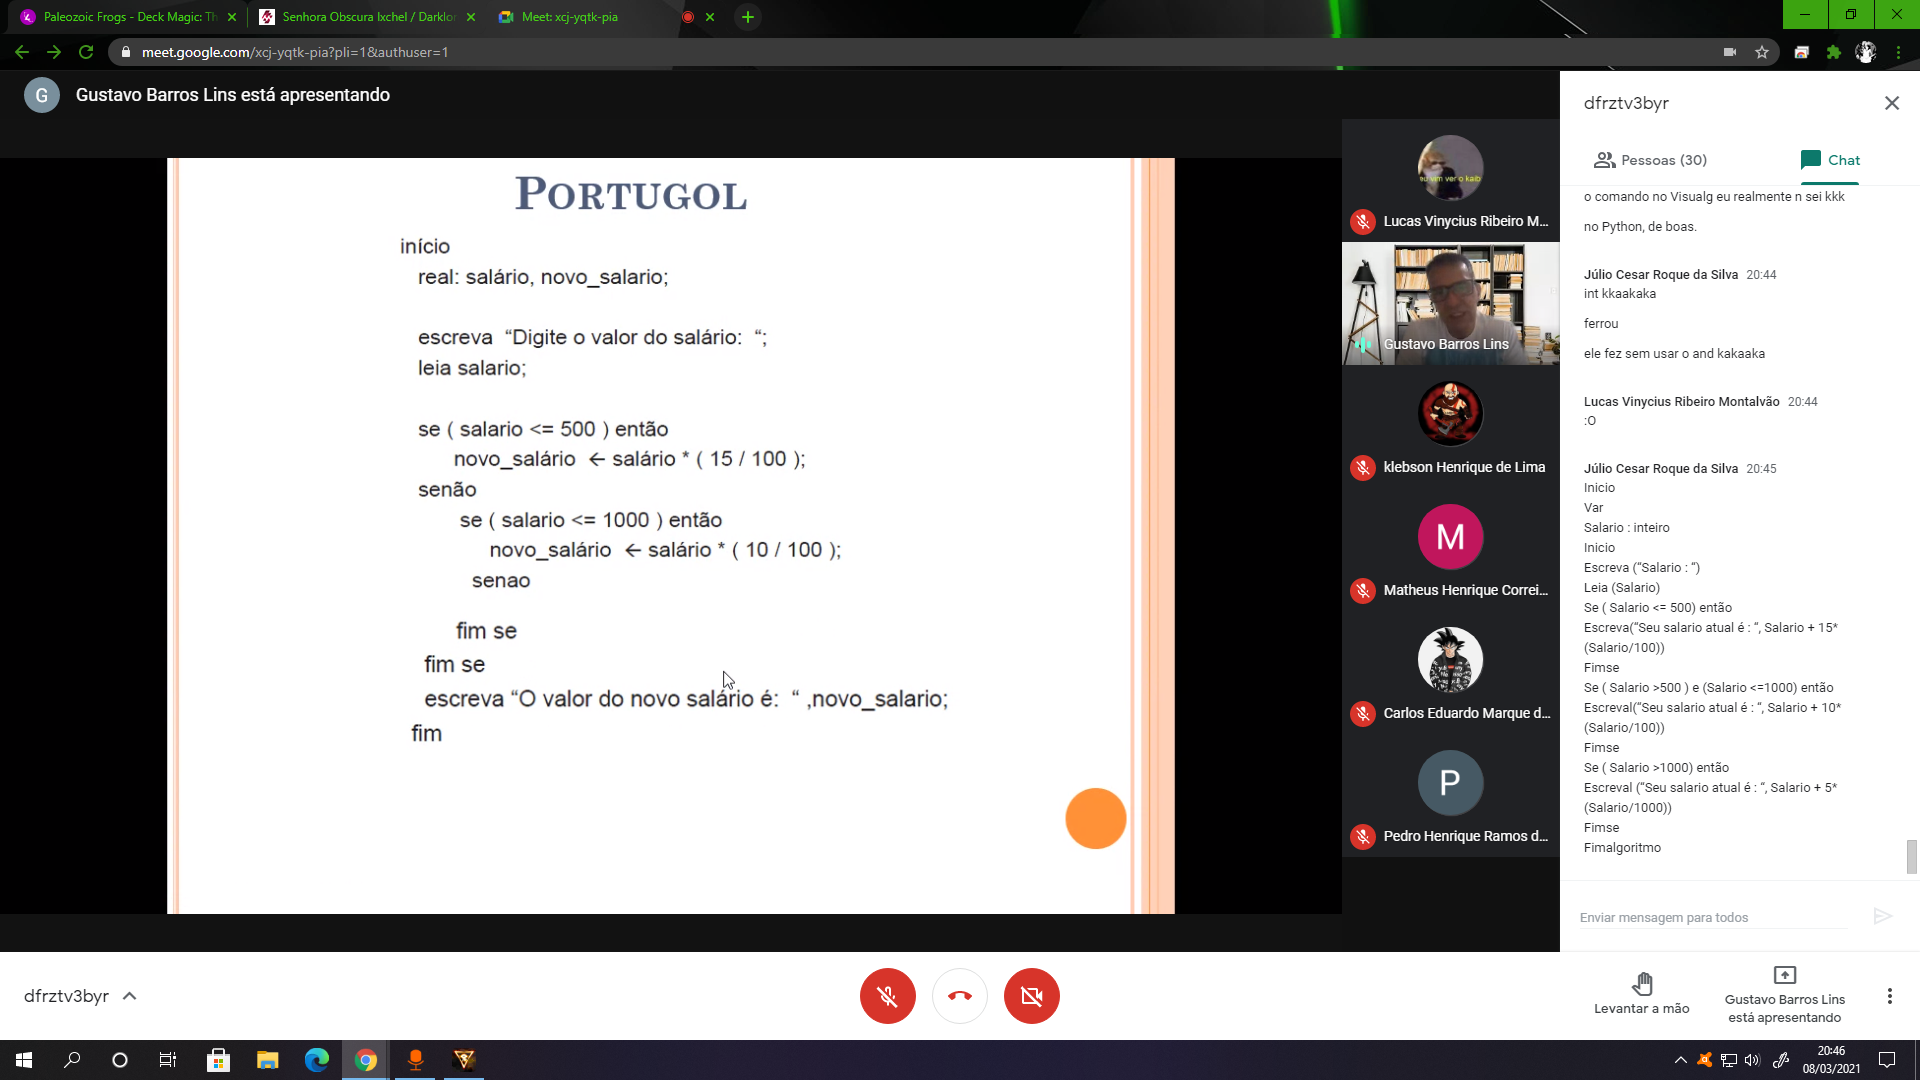 Paleozoic Frogs - Deck Magic: Th
Senhora Obscura Ixchel / Darklor
Meet: xcj-yqtk-pia
meet.google.com/xcj-yqtk-pia?pli=1&authuser=1
G
Gustavo Barros Lins está apresentando
PORTUGOL
início
real: salário, novo_salario;
escreva “Digite o valor do salário: “;
leia salario;
se ( salario <= 500 ) então
novo_salário ← salário * ( 15 / 100 );
senão
se ( salario <= 1000 ) então
novo_salário ← salário * ( 10 / 100 );
senao
fim se
fim se
escreva “O valor do novo salário é: “ ,novo_salario;
fim
eu vim ver o kaib
Lucas Vinycius Ribeiro M...
Gustavo Barros Lins
klebson Henrique de Lima
M
Matheus Henrique Correi...
Carlos Eduardo Marque d...
P
Pedro Henrique Ramos d...
dfrztv3byr
Pessoas (30)
Chat
o comando no Visualg eu realmente n sei kkk
no Python, de boas.
Júlio Cesar Roque da Silva 20:44
int kkaakaka
ferrou
ele fez sem usar o and kakaaka
Lucas Vinycius Ribeiro Montalvão 20:44
:O
Júlio Cesar Roque da Silva 20:45
Inicio
Var
Salario : inteiro
Inicio
Escreva (“Salario : “)
Leia (Salario)
Se ( Salario <= 500) então
Escreva(“Seu salario atual é : “, Salario + 15*
(Salario/100))
Fimse
Se ( Salario >500 ) e (Salario <=1000) então
Escreval(“Seu salario atual é : “, Salario + 10*
(Salario/100))
Fimse
Se ( Salario >1000) então
Escreval (“Seu salario atual é : “, Salario + 5*
(Salario/1000))
Fimse
Fimalgoritmo
Enviar mensagem para todos
dfrztv3byr
Levantar a mão
Gustavo Barros Lins
está apresentando
20:46
08/03/2021